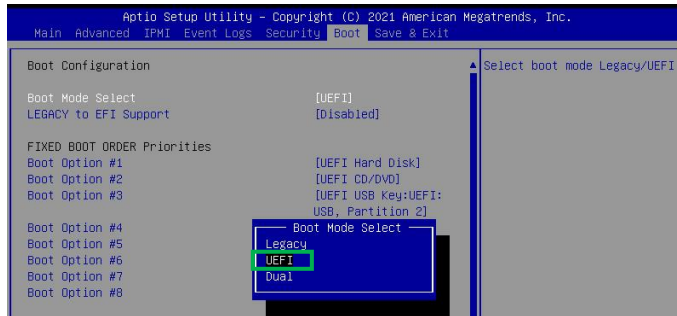 Aptio Setup Utility – Copyright (C) 2021 American Megatrends, Inc.
Main Advanced IPMI Event Logs Security Boot Save & Exit
Boot Configuration
Select boot mode Legacy/UEFI
Boot Mode Select [UEFI]
LEGACY to EFI Support [Disabled]
FIXED BOOT ORDER Priorities
Boot Option #1 [UEFI Hard Disk]
Boot Option #2 [UEFI CD/DVD]
Boot Option #3 [UEFI USB Key:UEFI:
USB, Partition 2]
Boot Option #4
Boot Option #5
Boot Option #6
Boot Option #7
Boot Option #8
Boot Mode Select
Legacy
UEFI
Dual